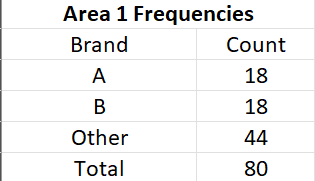 Area 1 Frequencies
Brand Count
A 18
B 18
Other 44
Total 80